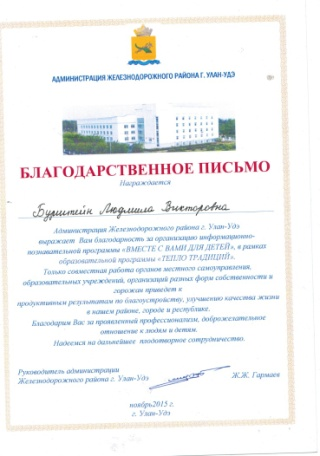 АДМИНИСТРАЦИЯ ЖЕЛЕЗНОДОРОЖНОГО РАЙОНА Г. УЛАН-УДЭ
БЛАГОДАРСТВЕННОЕ ПИСЬМО
Награждается
Бурштейн Людмила Викторовна
Администрация Железнодорожного района г. Улан-Удэ
выражает Вам благодарность за организацию информационно-
познавательной программы «ВМЕСТЕ С ВАМИ ДЛЯ ДЕТЕЙ», в рамках
образовательной программы «ТЕПЛО ТРАДИЦИЙ».
Только совместная работа органов местного самоуправления,
образовательных учреждений, организаций разных форм собственности и
горожан приведет к
продуктивным результатам по благоустройству, улучшению качества жизни
в нашем районе, городе и республике.
Благодарим Вас за проявленный профессионализм, доброжелательное
отношение к людям и детям.
Надеемся на дальнейшее плодотворное сотрудничество.
Руководитель администрации
Железнодорожного района г. Улан-Удэ Ж.Ж. Гармаев
ноябрь2015 г.
г. Улан-Удэ